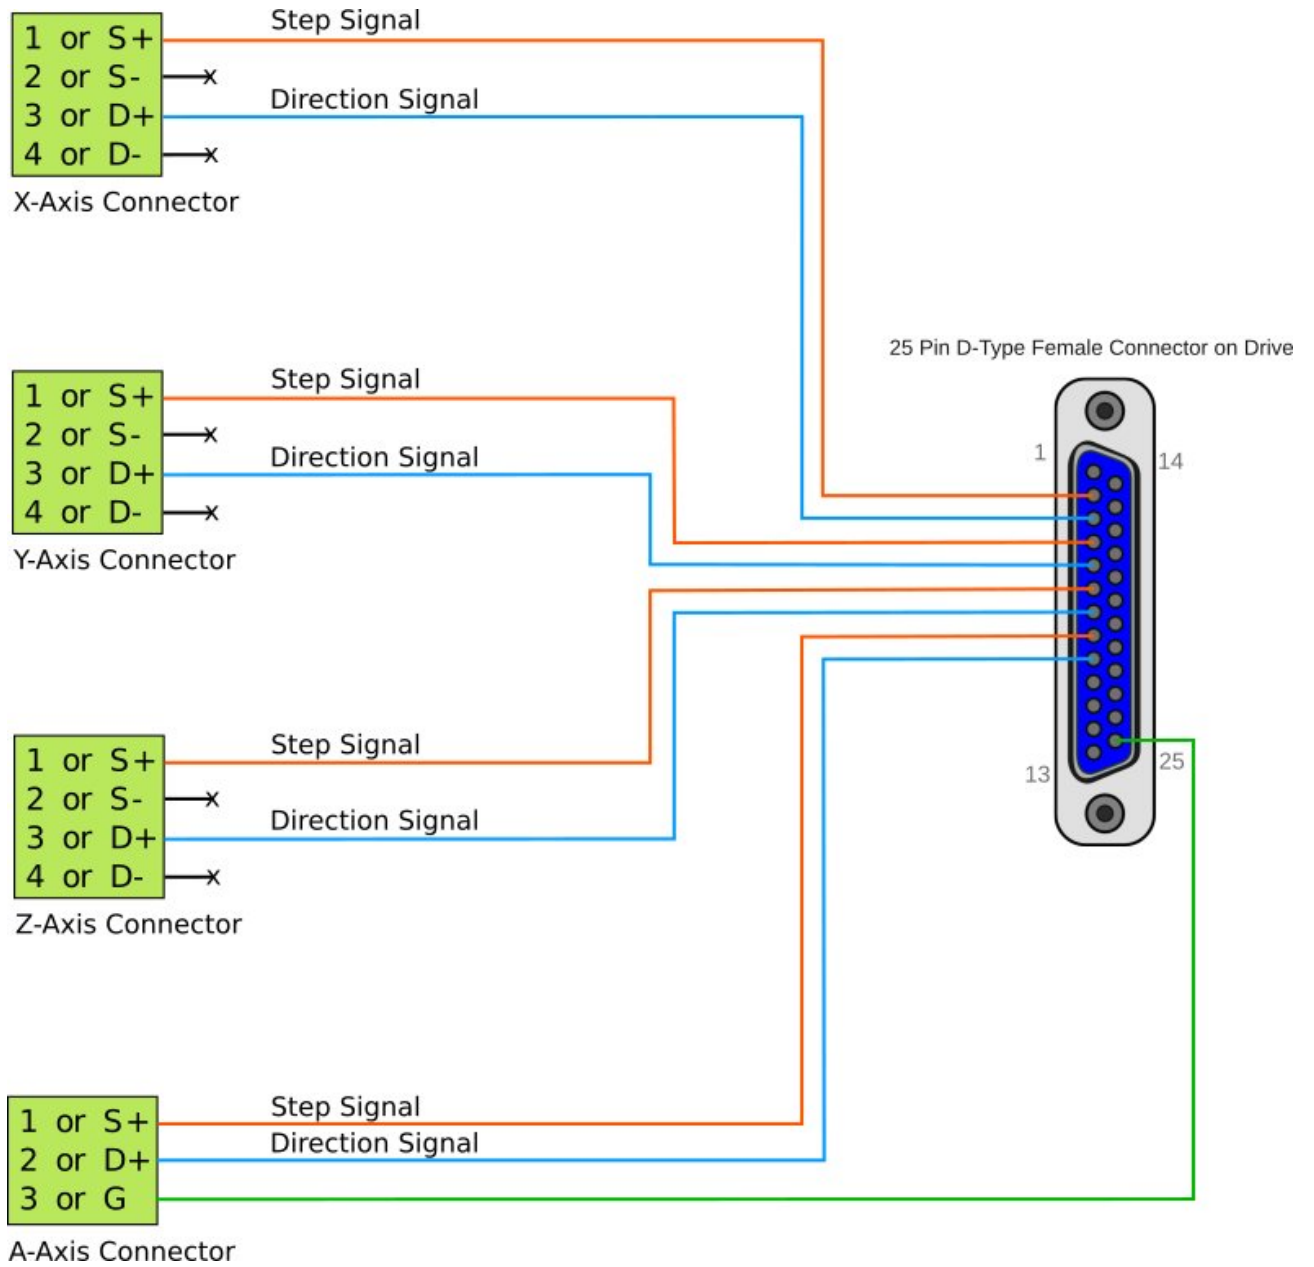 Step Signal
1 or S+
2 or S-
Direction Signal
3 or D+
4 or D-
X-Axis Connector
25 Pin D-Type Female Connector on Drive
Step Signal
1 or S+
2 or S-
Direction Signal
3 or D+
4 or D-
Y-Axis Connector
1
14
13
25
Step Signal
1 or S+
2 or S-
Direction Signal
3 or D+
4 or D-
Z-Axis Connector
Step Signal
1 or S+
Direction Signal
2 or D+
3 or G
A-Axis Connector
x
x
x
x
x
x